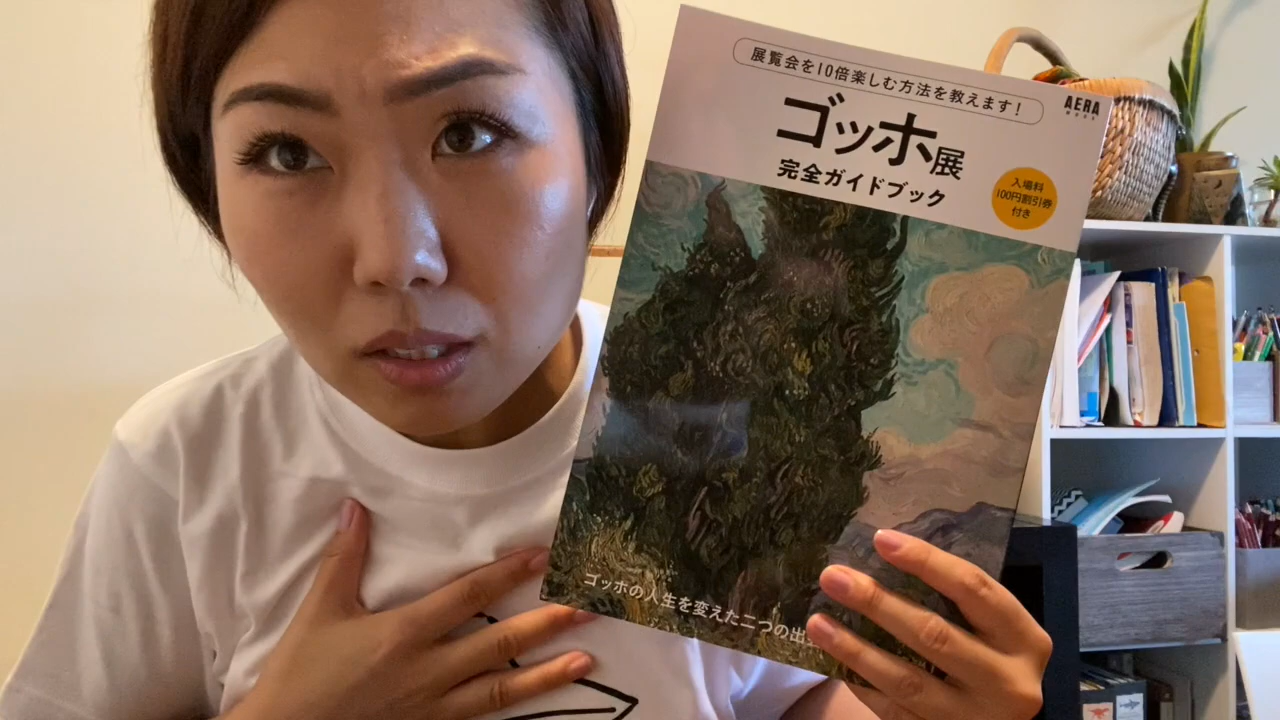 展覧会を10倍楽しむ方法を教えます!
AERA
ゴッホ展
完全ガイドブック
入場料
100円割引券
付き
ゴッホの人生を変えた二つの出